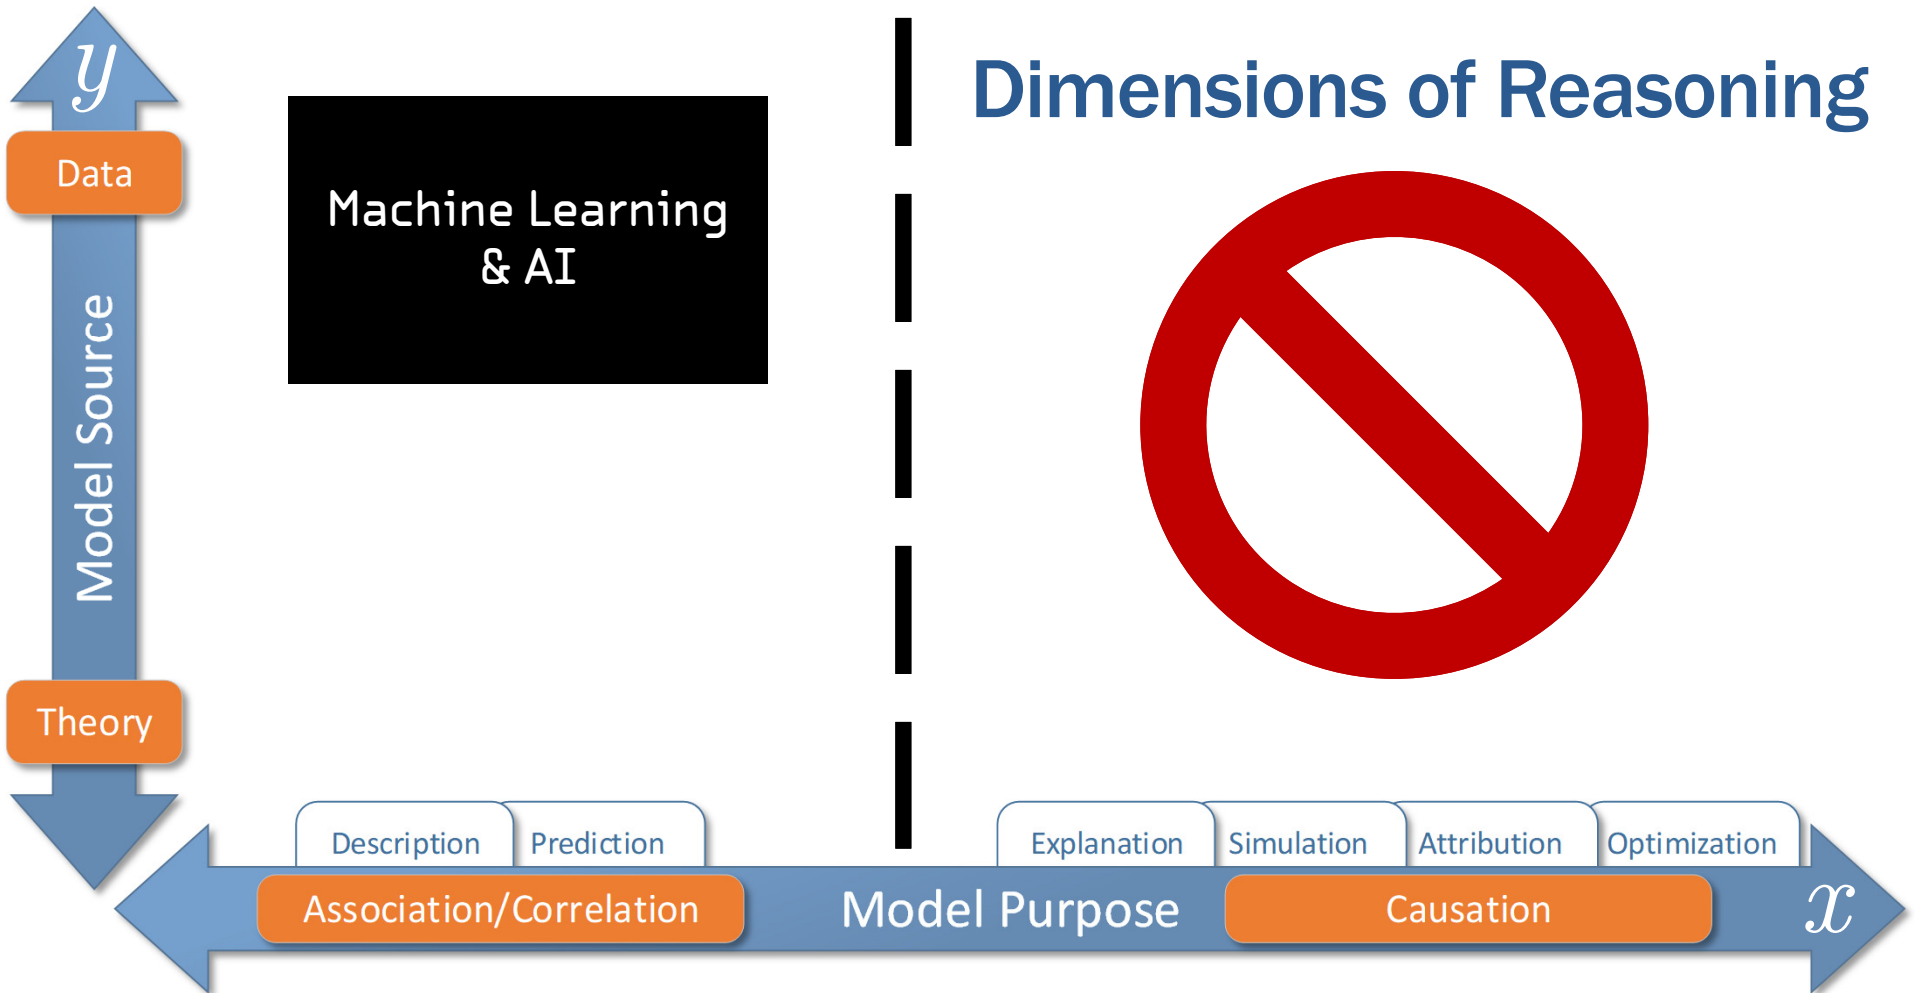 Dimensions of Reasoning
y
Data
Model Source
Theory
Machine Learning
& AI
Description
Prediction
Explanation
Simulation
Attribution
Optimization
Association/Correlation
Model Purpose
Causation
x